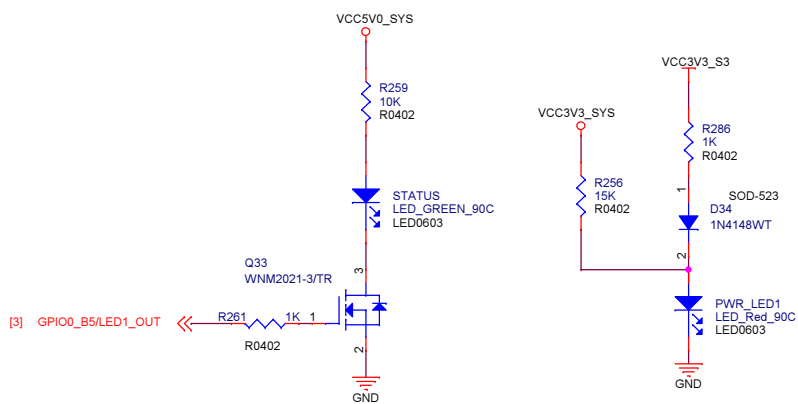 VCC5V0_SYS
R259
10K
R0402
STATUS
LED_GREEN_90C
LED0603
Q33
WNM2021-3/TR
3
[3] GPIO0_B5/LED1_OUT
R261 1K 1
R0402
2
GND
VCC3V3_S3
VCC3V3_SYS
R286
1K
R0402
R256
15K
R0402
1
SOD-523
D34
1N4148WT
2
PWR_LED1
LED_Red_90C
LED0603
GND